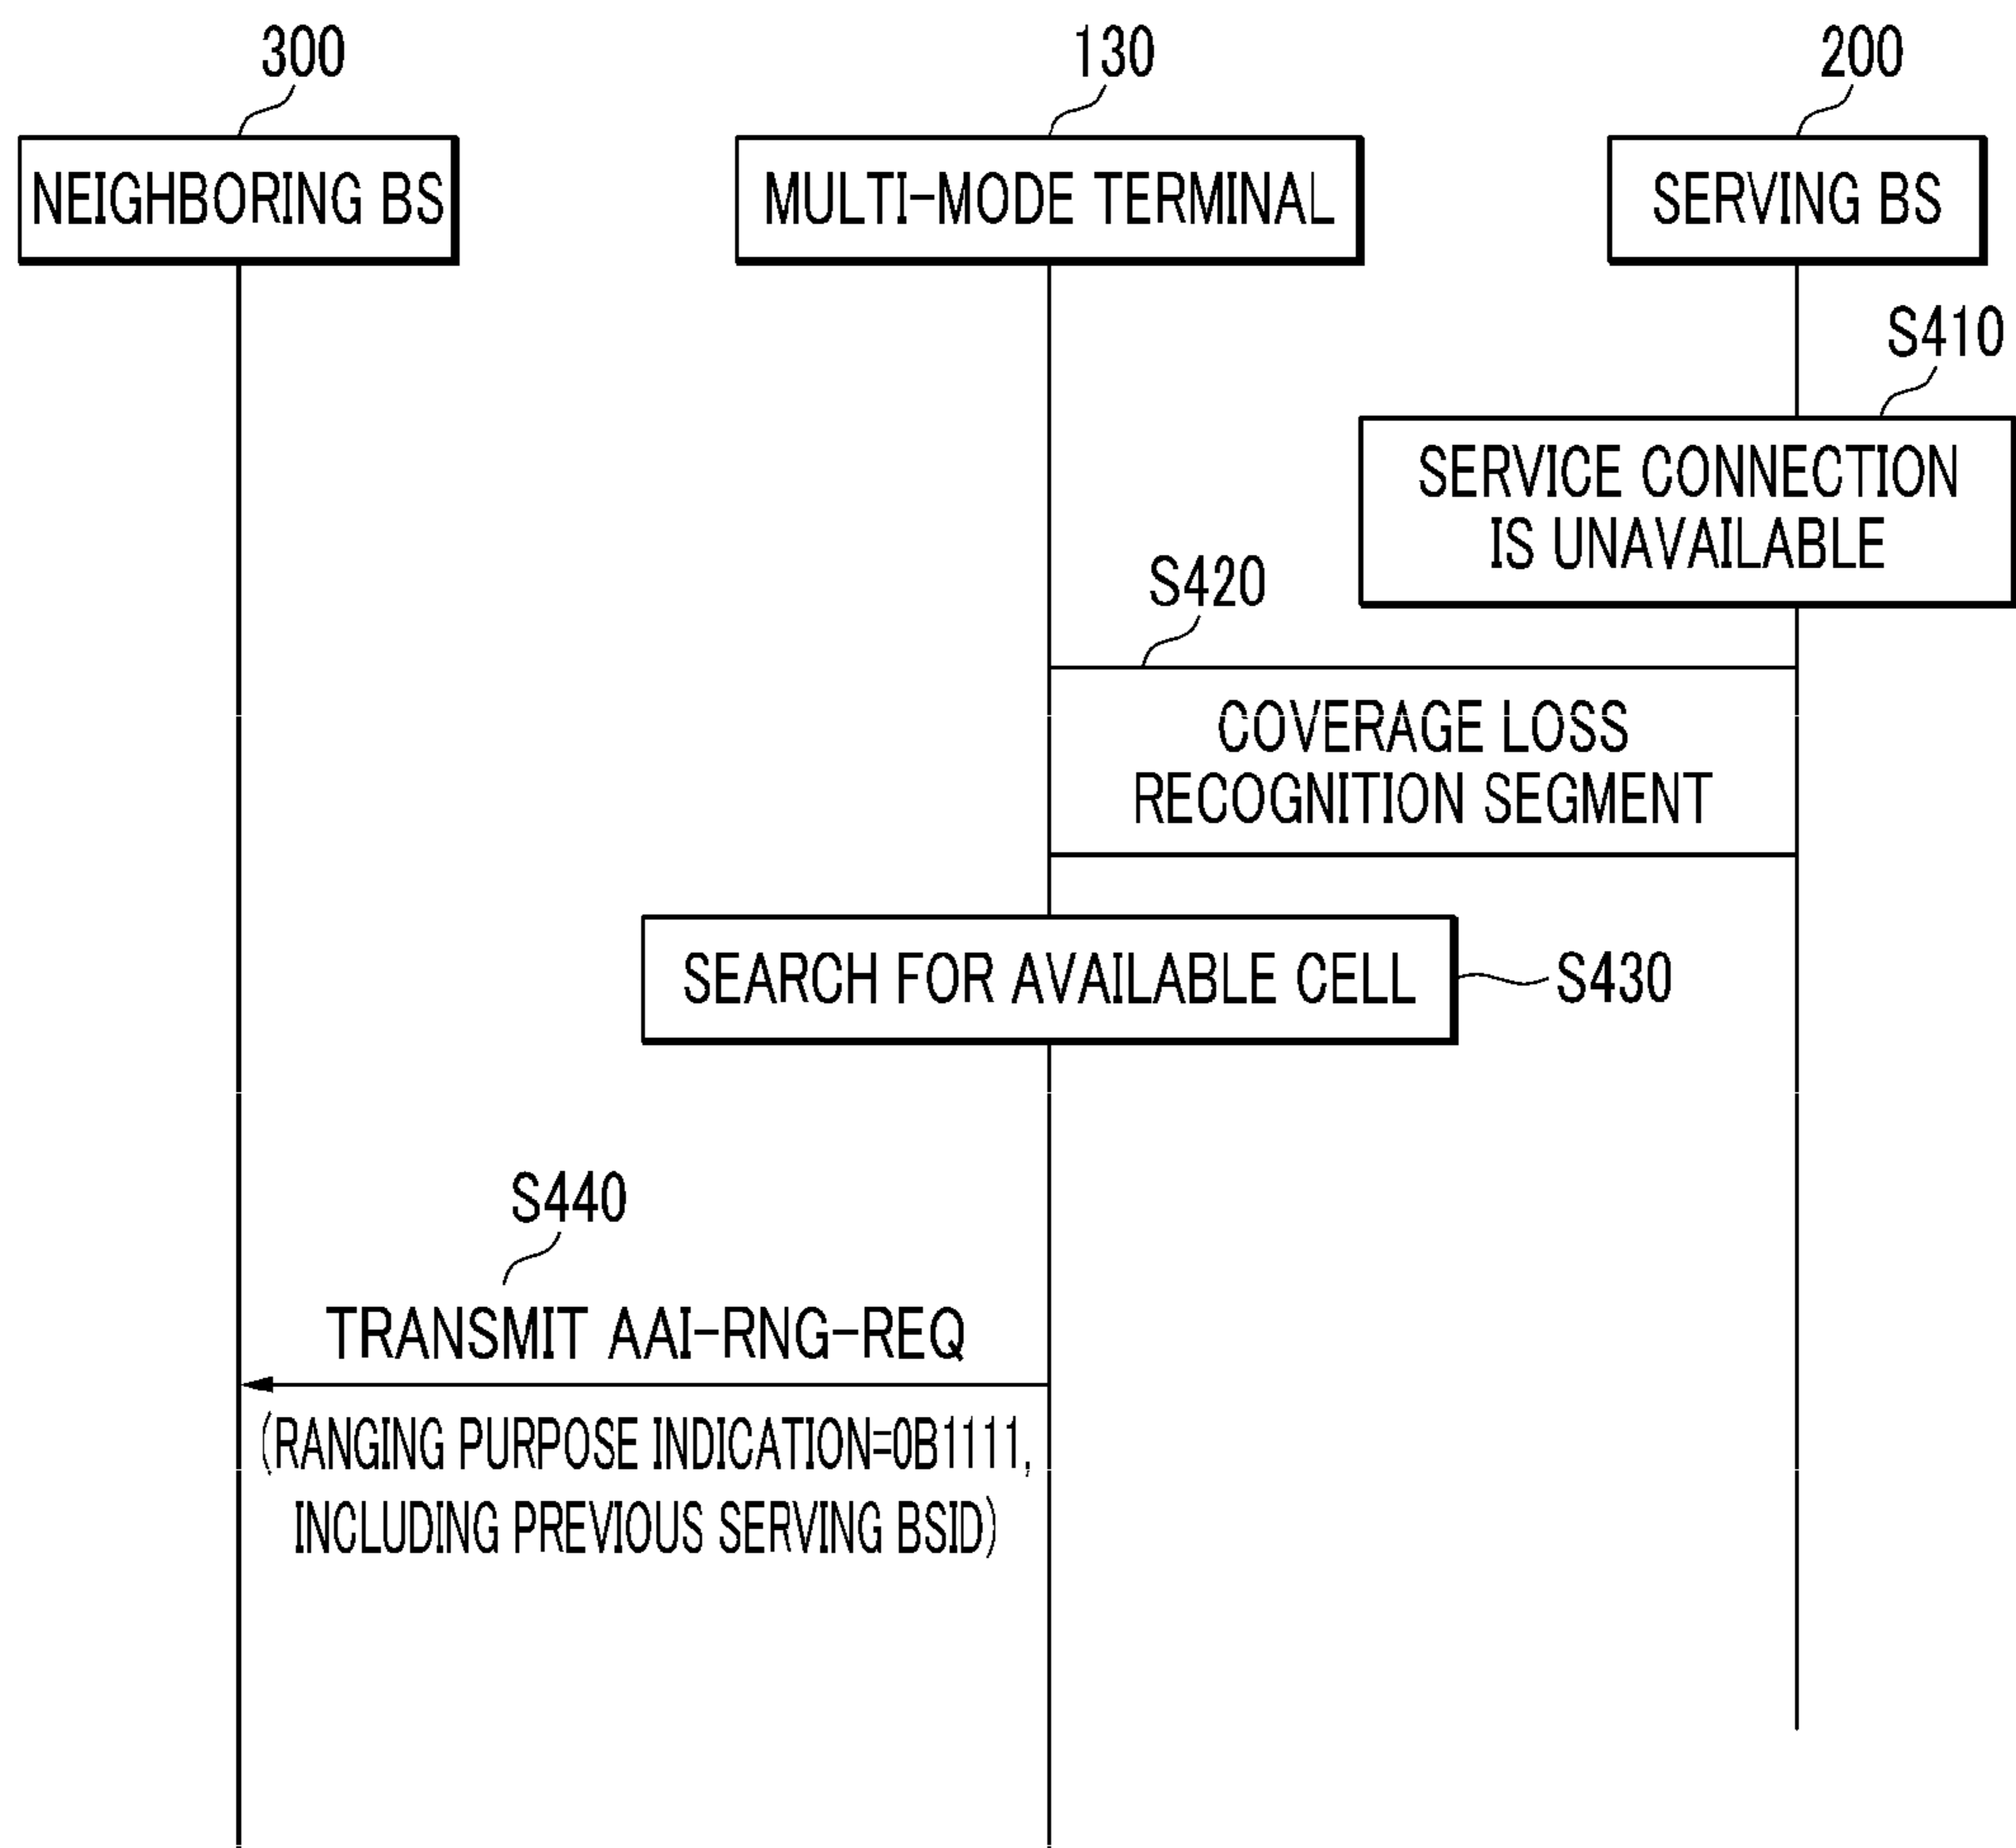 300
130
200
NEIGHBORING BS
MULTI-MODE TERMINAL
SERVING BS
S410
SERVICE CONNECTION
IS UNAVAILABLE
S420
COVERAGE LOSS
RECOGNITION SEGMENT
SEARCH FOR AVAILABLE CELL
S430
S440
TRANSMIT AAI-RNG-REQ
(RANGING PURPOSE INDICATION=0B1111,
INCLUDING PREVIOUS SERVING BSID)